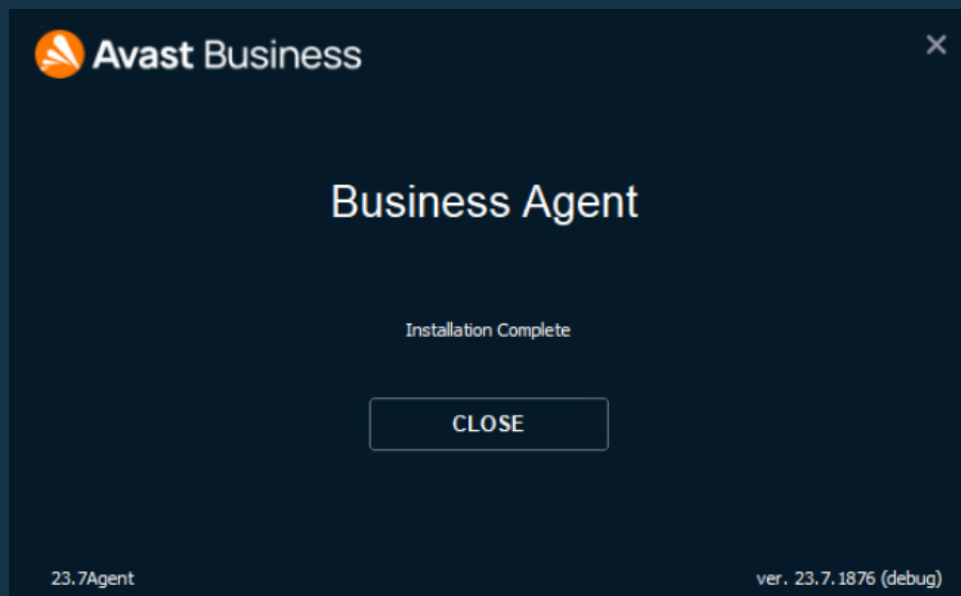 Avast Business
Business Agent
Installation Complete
CLOSE
23.7Agent
ver. 23.7.1876 (debug)